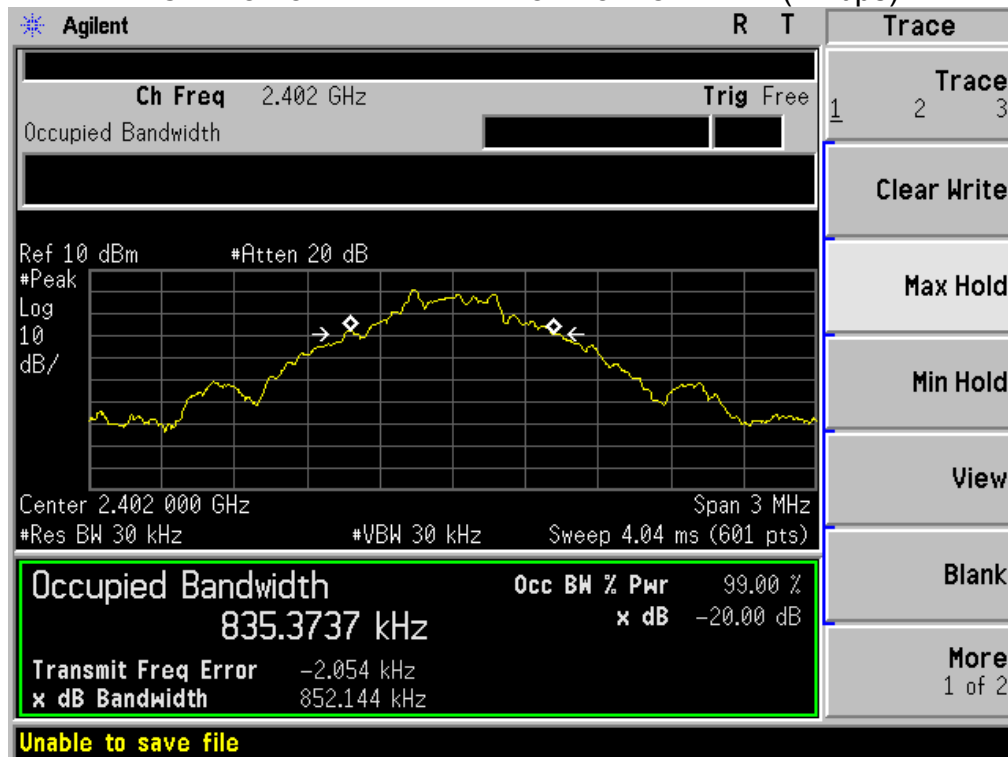 Agilent R T Trace
Ch Freq 2.402 GHz Trig Free
Occupied Bandwidth
Trace
1 2 3
Clear Write
Max Hold
Min Hold
View
Blank
More
1 of 2
Ref 10 dBm #Atten 20 dB
#Peak
Log
10
dB/
Center 2.402 000 GHz Span 3 MHz
#Res BW 30 kHz #VBW 30 kHz Sweep 4.04 ms (601 pts)
Occupied Bandwidth Occ BW % Pwr 99.00 %
835.3737 kHz x dB -20.00 dB
Transmit Freq Error -2.054 kHz
x dB Bandwidth 852.144 kHz
Unable to save file